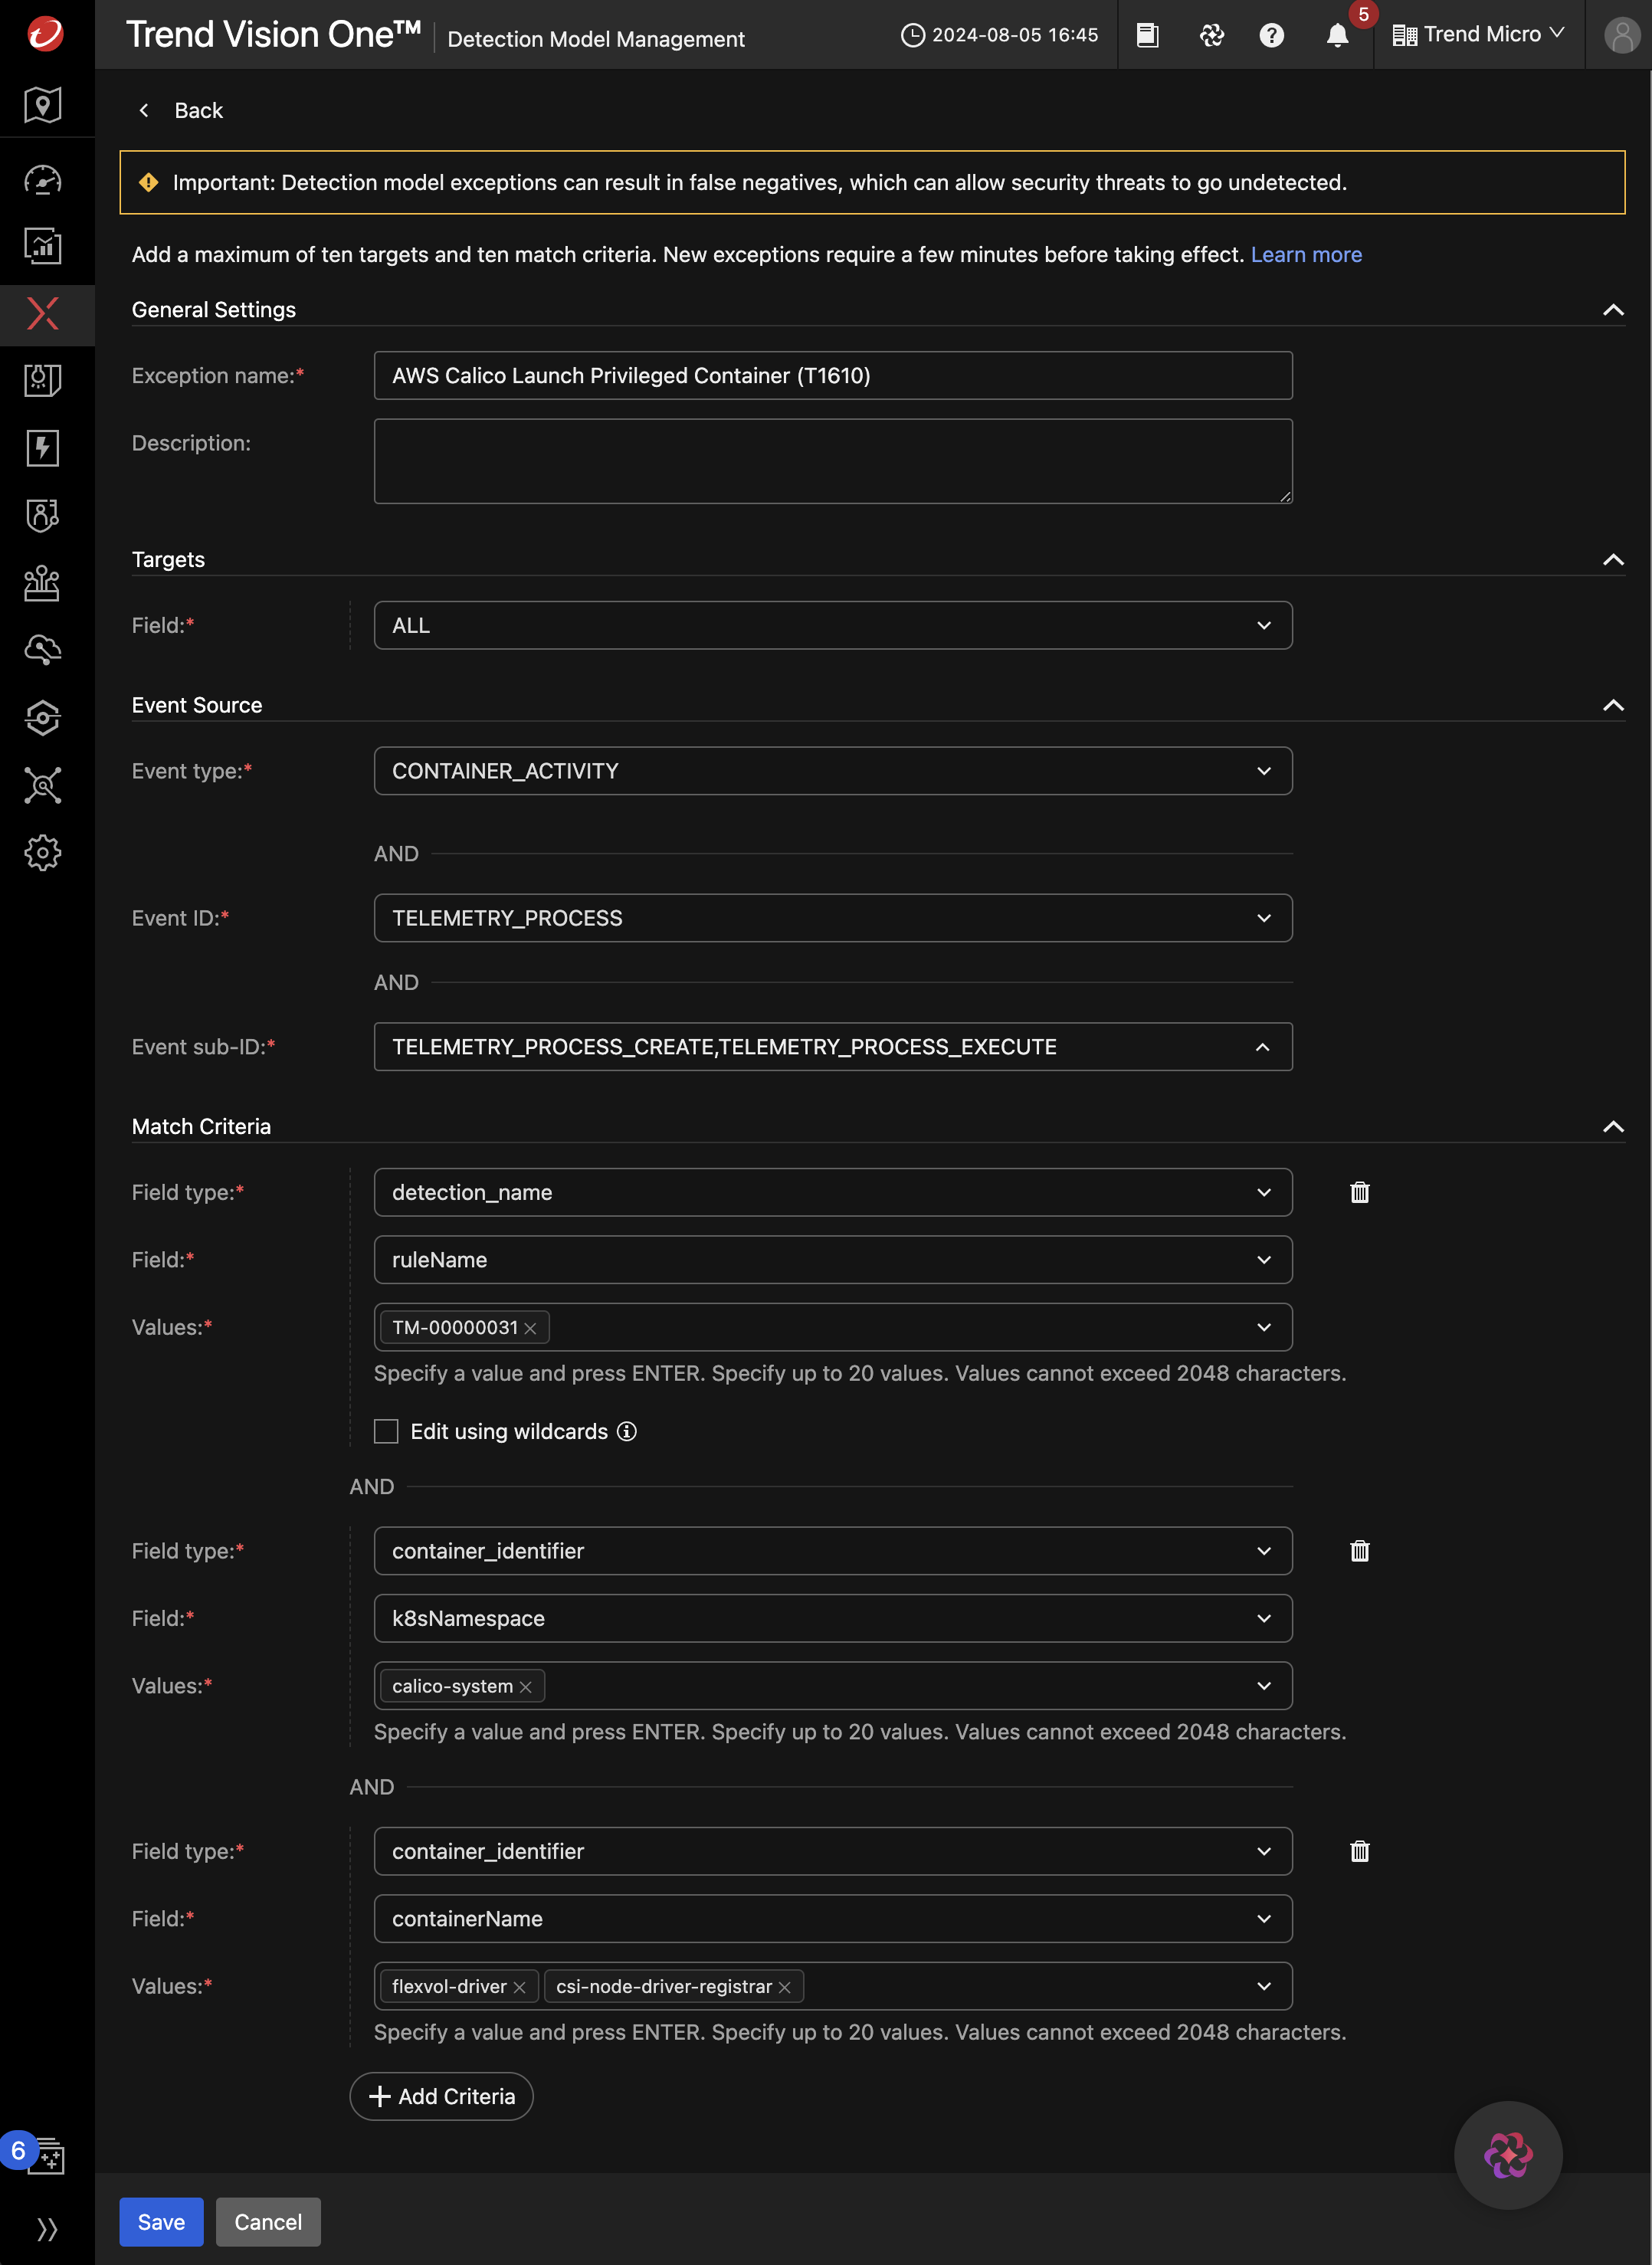 Trend Vision One™ Detection Model Management 2024-08-05 16:45 5 Trend Micro
Back
Important: Detection model exceptions can result in false negatives, which can allow security threats to go undetected.
Add a maximum of ten targets and ten match criteria. New exceptions require a few minutes before taking effect. Learn more
General Settings
Exception name:* AWS Calico Launch Privileged Container (T1610)
Description:
Targets
Field:* ALL
Event Source
Event type:* CONTAINER_ACTIVITY
AND
Event ID:* TELEMETRY_PROCESS
AND
Event sub-ID:* TELEMETRY_PROCESS_CREATE,TELEMETRY_PROCESS_EXECUTE
Match Criteria
Field type:* detection_name
Field:* ruleName
Values:* TM-00000031
Specify a value and press ENTER. Specify up to 20 values. Values cannot exceed 2048 characters.
Edit using wildcards
AND
Field type:* container_identifier
Field:* k8sNamespace
Values:* calico-system
Specify a value and press ENTER. Specify up to 20 values. Values cannot exceed 2048 characters.
AND
Field type:* container_identifier
Field:* containerName
Values:* flexvol-driver csi-node-driver-registrar
Specify a value and press ENTER. Specify up to 20 values. Values cannot exceed 2048 characters.
Add Criteria
6
Save Cancel